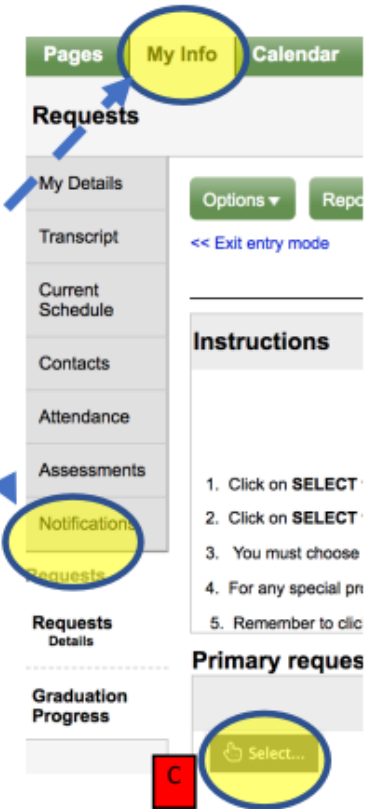 Pages My Info Calendar
Requests
My Details
Transcript
Current
Schedule
Contacts
Attendance
Assessments
Notifications
Requests
Requests
Details
Graduation
Progress
Options ▾ Repo
<< Exit entry mode
Instructions
1. Click on SELECT
2. Click on SELECT
3. You must choose
4. For any special pr
5. Remember to clic
Primary reques
Select...
C